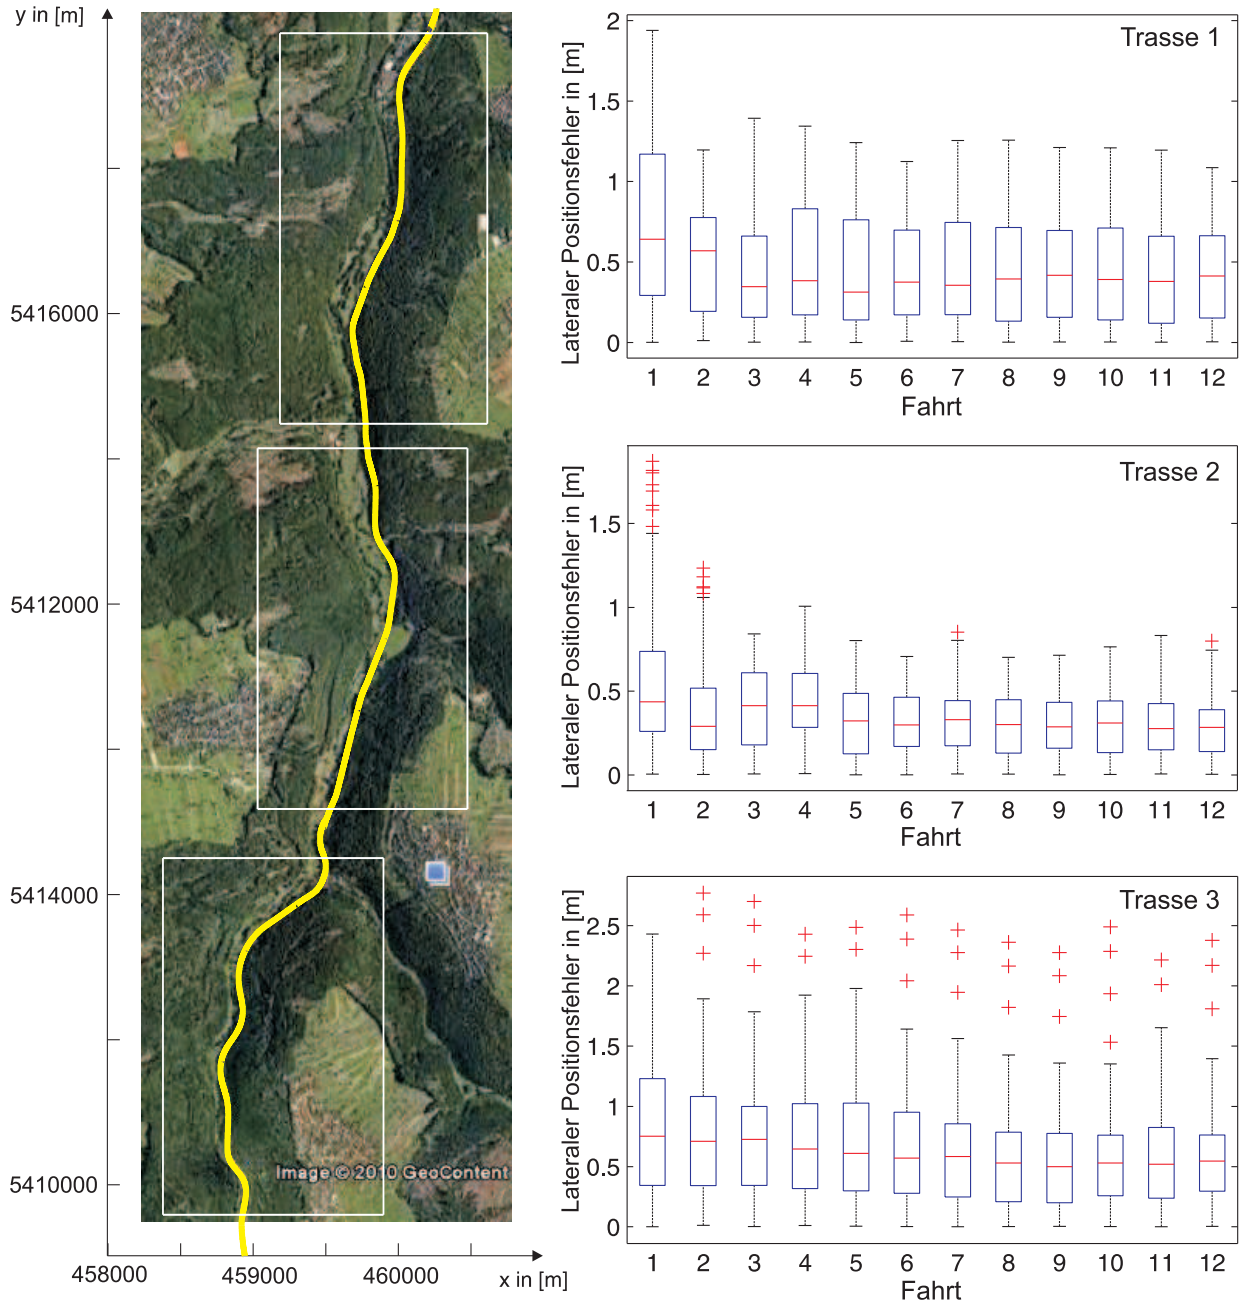 y in [m]
5416000
5412000
5414000
5410000
458000 459000 460000
x in [m]
Image © 2010 GeoContent
Trasse 1
Lateraler Positionsfehler in [m]
2
1.5
1
0.5
0
1 2 3 4 5 6 7 8 9 10 11 12
Fahrt
Trasse 2
Lateraler Positionsfehler in [m]
1.5
1
0.5
0
1 2 3 4 5 6 7 8 9 10 11 12
Fahrt
Trasse 3
Lateraler Positionsfehler in [m]
2.5
2
1.5
1
0.5
0
1 2 3 4 5 6 7 8 9 10 11 12
Fahrt